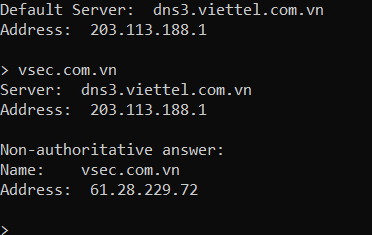 Default Server:  dns3.viettel.com.vn
Address:  203.113.188.1
> vsec.com.vn
Server:  dns3.viettel.com.vn
Address:  203.113.188.1
Non-authoritative answer:
Name:    vsec.com.vn
Address:  61.28.229.72
>